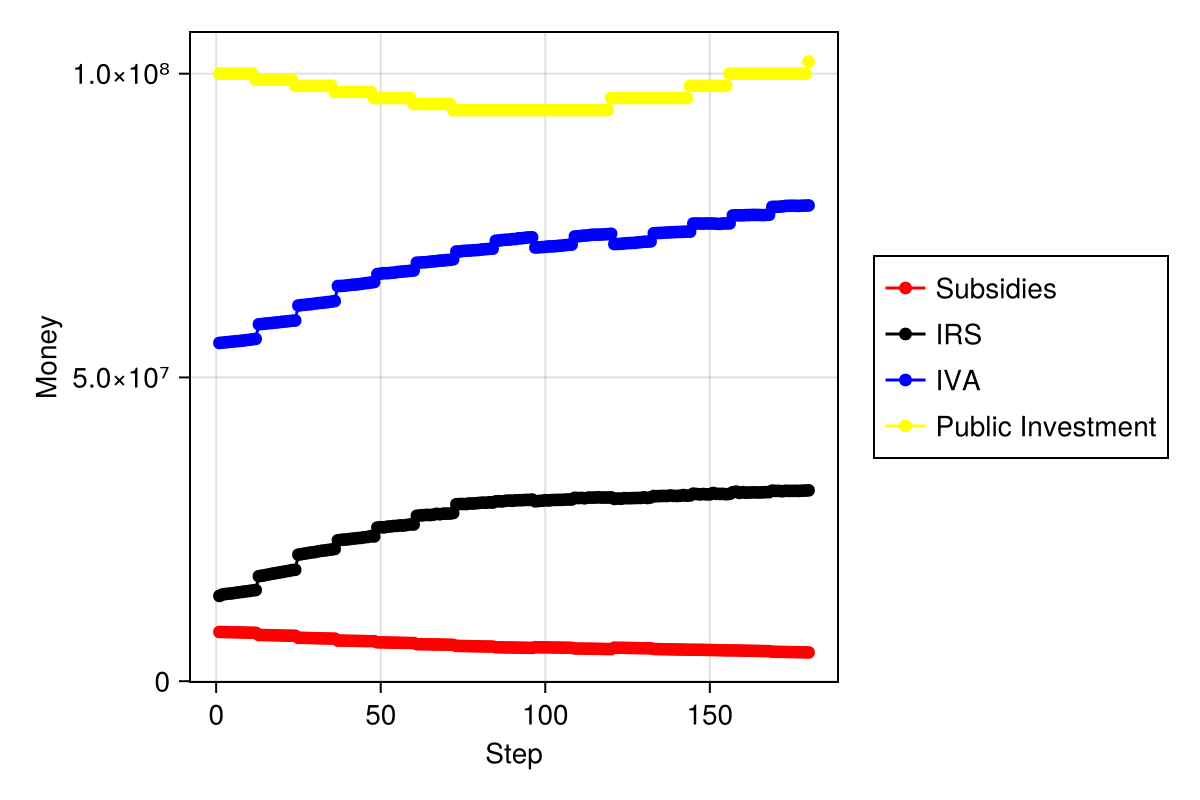 1.0×10⁸
5.0×10⁷
0
Money
0 50 100 150
Step
Subsidies
IRS
IVA
Public Investment